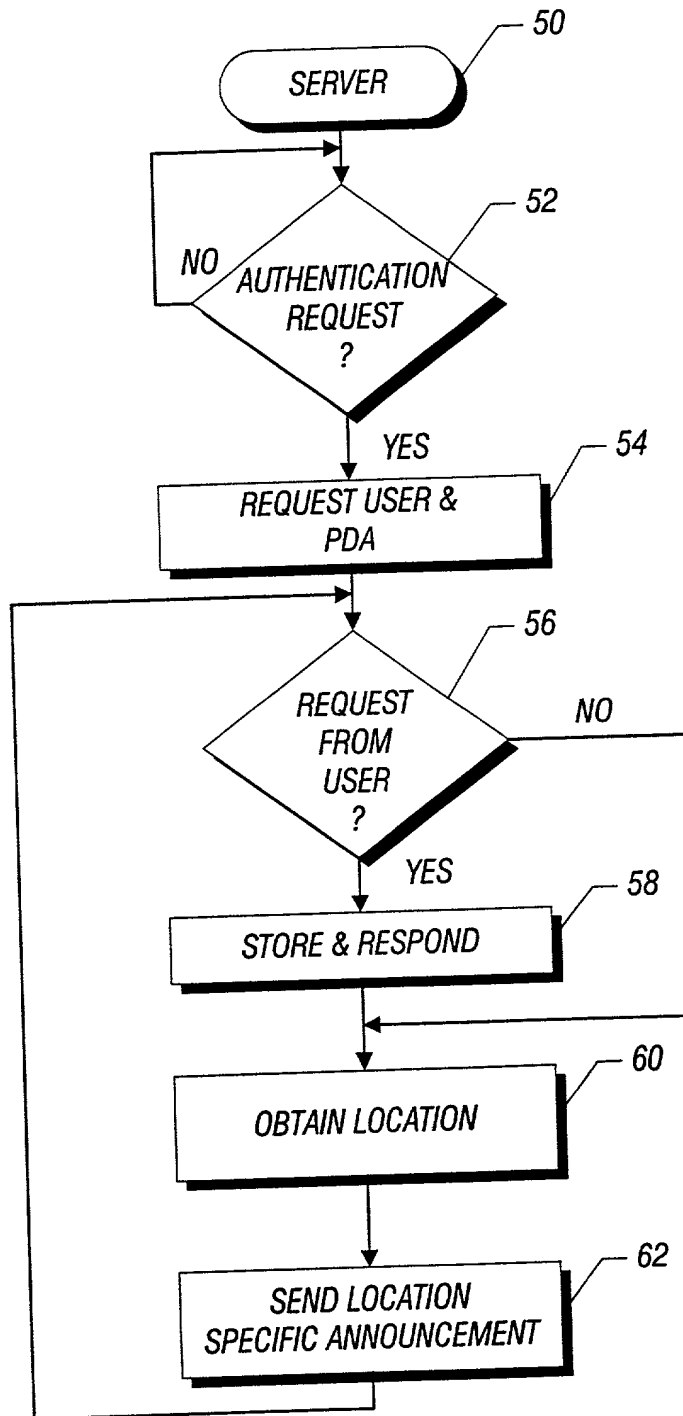 50
SERVER
52
NO
AUTHENTICATION
REQUEST
?
YES
54
REQUEST USER &
PDA
56
REQUEST
FROM
USER
?
NO
YES
58
STORE & RESPOND
60
OBTAIN LOCATION
62
SEND LOCATION
SPECIFIC ANNOUNCEMENT